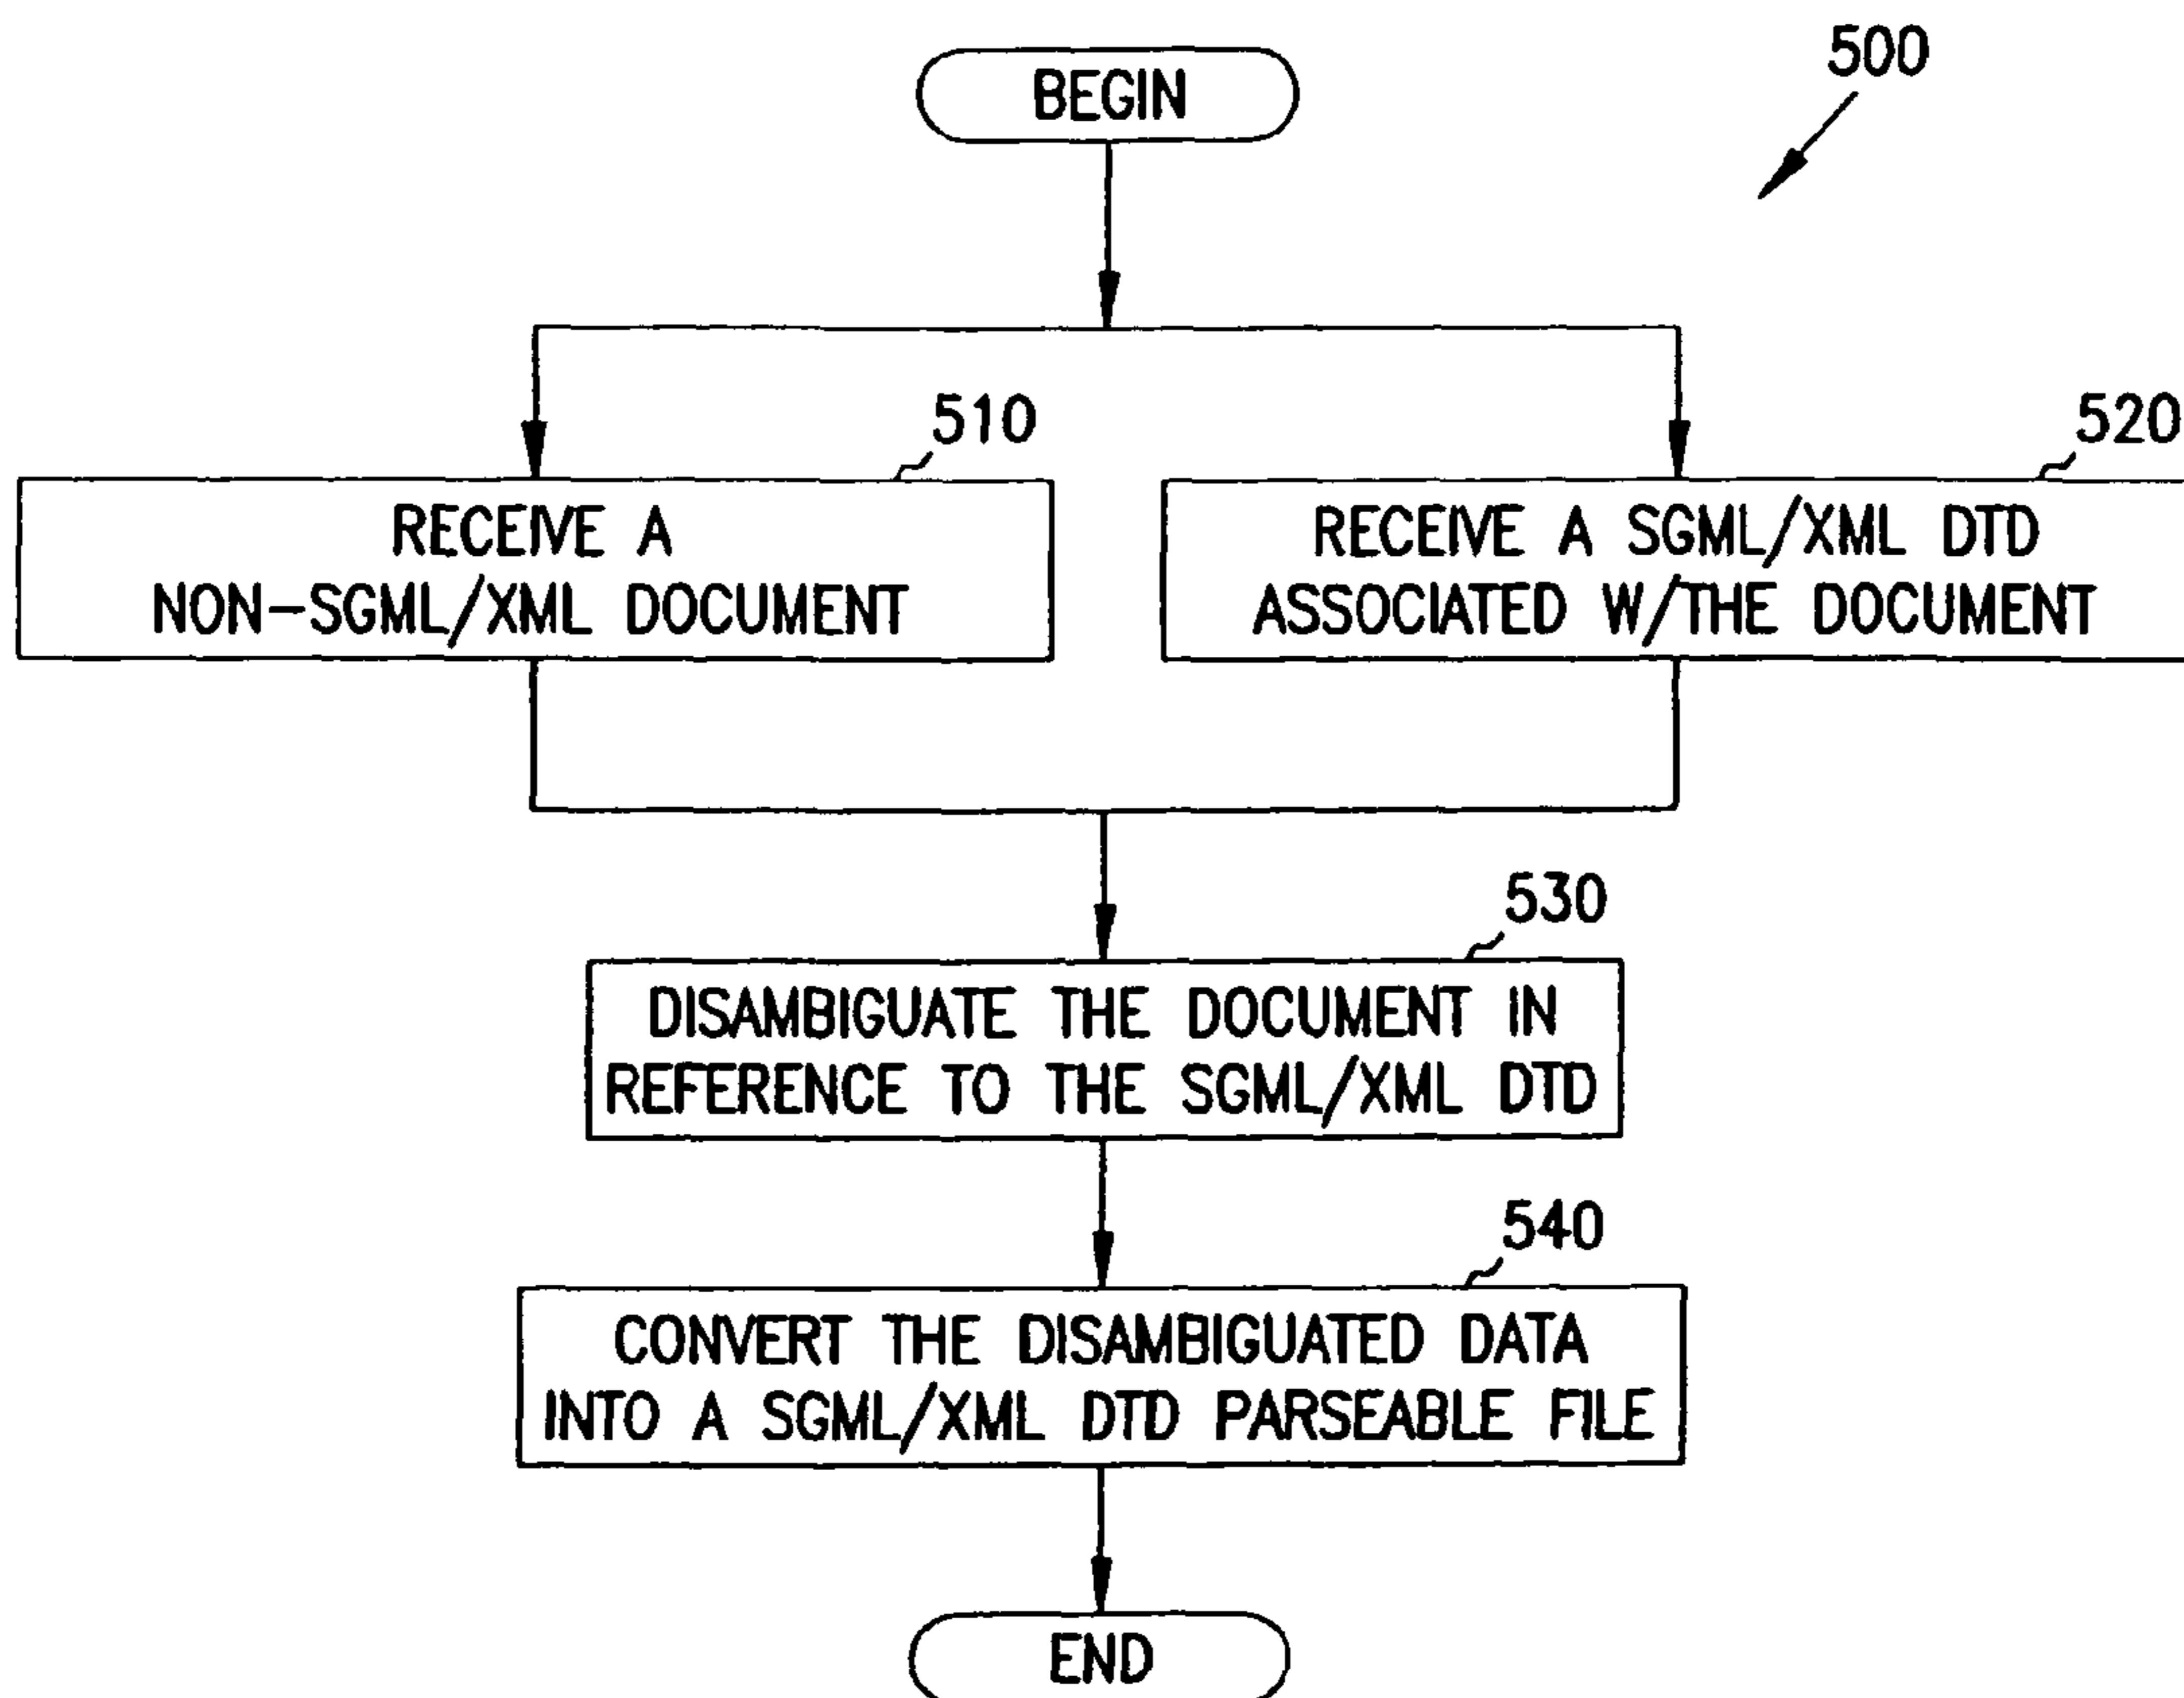 BEGIN
500
510
520
RECEIVE A
NON-SGML/XML DOCUMENT
RECEIVE A SGML/XML DTD
ASSOCIATED W/THE DOCUMENT
530
DISAMBIGUATE THE DOCUMENT IN
REFERENCE TO THE SGML/XML DTD
540
CONVERT THE DISAMBIGUATED DATA
INTO A SGML/XML DTD PARSEABLE FILE
END